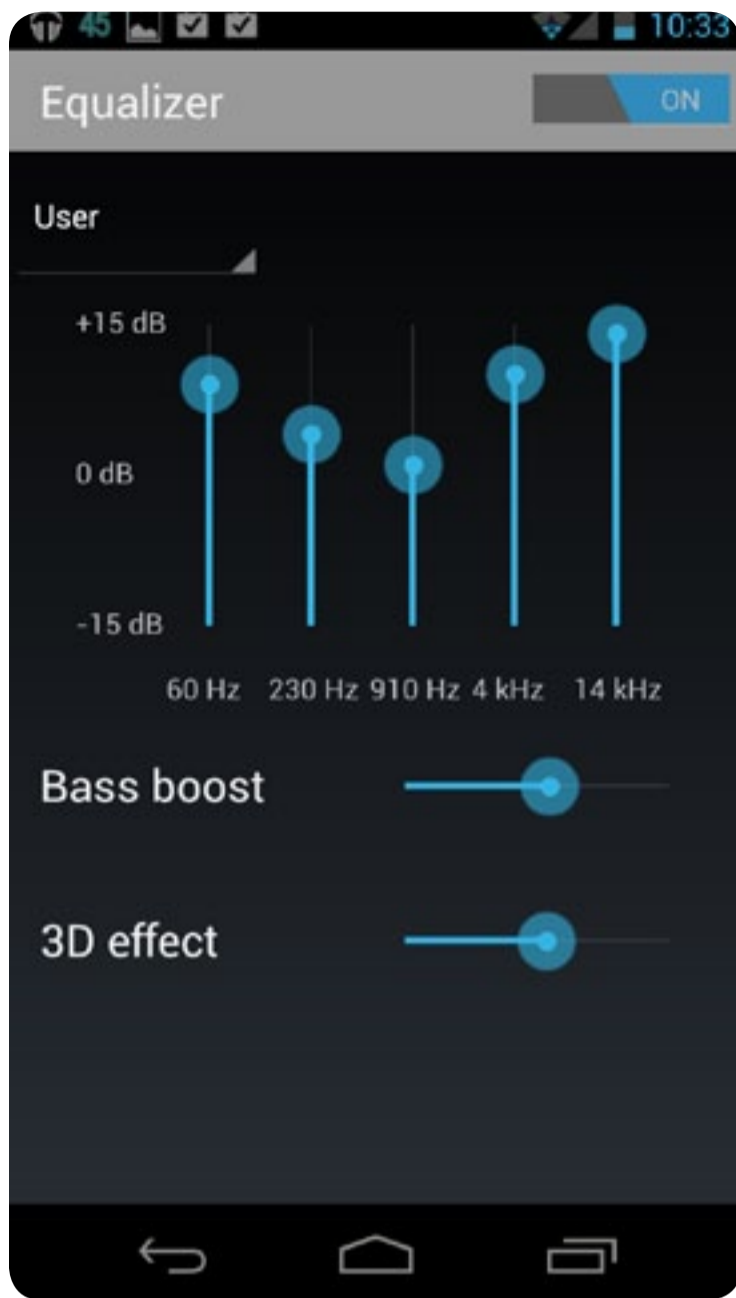 45 10:33
Equalizer ON
User
+15 dB
0 dB
-15 dB
60 Hz 230 Hz 910 Hz 4 kHz 14 kHz
Bass boost
3D effect